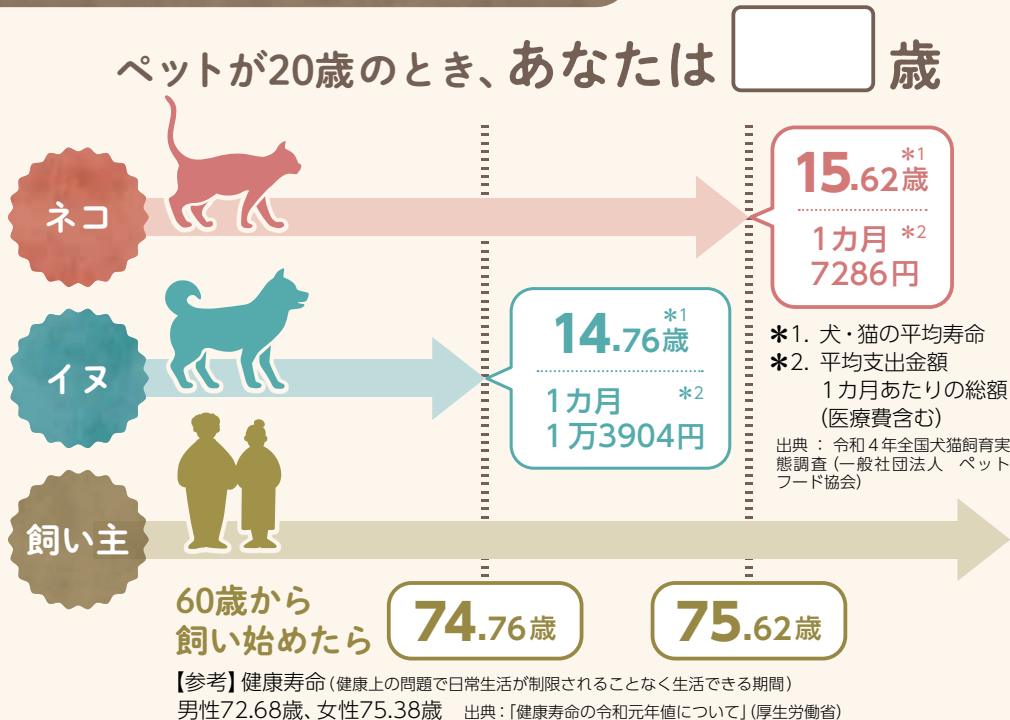 ペットが20歳のとき、あなたは 歳
ネコ
15.62歳＊1
1カ月 ＊2
7286円
イヌ
14.76歳＊1
1カ月 ＊2
1万3904円
＊1. 犬・猫の平均寿命
＊2. 平均支出金額
1カ月あたりの総額
(医療費含む)
出典：令和4年全国犬猫飼育実
態調査(一般社団法人 ペット
フード協会)
飼い主
60歳から
飼い始めたら
74.76歳
75.62歳
【参考】健康寿命(健康上の問題で日常生活が制限されることなく生活できる期間)
男性72.68歳、女性75.38歳 出典：「健康寿命の令和元年値について」(厚生労働省)